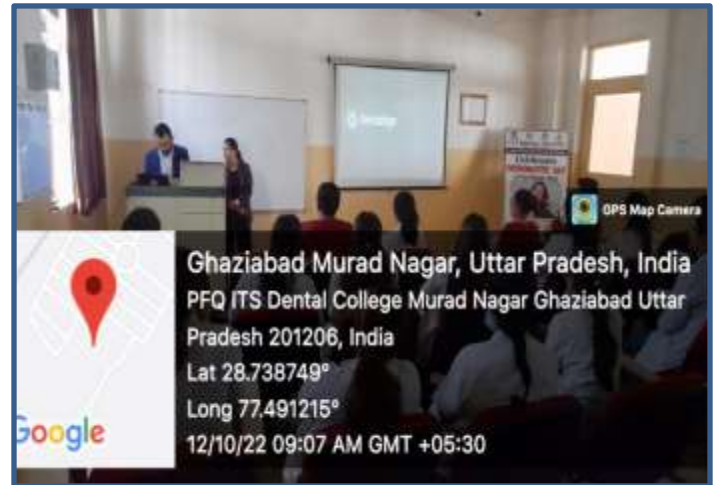 GPS Map Camera
Ghaziabad Murad Nagar, Uttar Pradesh, India
PFQ ITS Dental College Murad Nagar Ghaziabad Uttar
Pradesh 201206, India
Lat 28.738749°
Long 77.491215°
12/10/22 09:07 AM GMT +05:30
Google